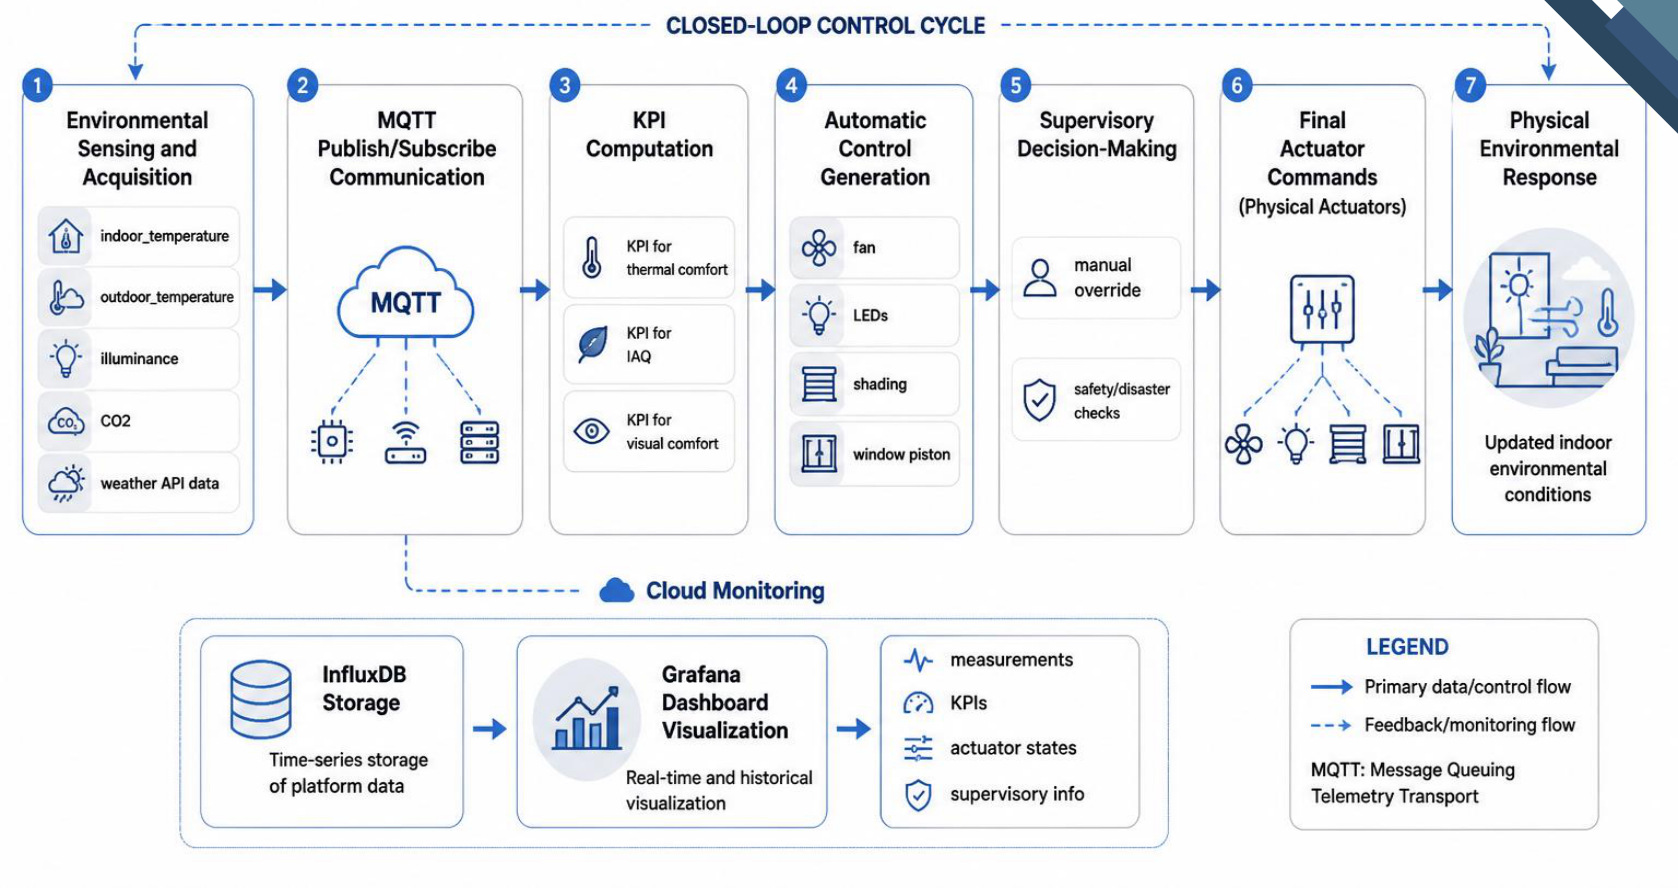 CLOSED-LOOP CONTROL CYCLE
1
Environmental
Sensing and
Acquisition
indoor_temperature
outdoor_temperature
illuminance
CO2
CO₂
weather API data
2
MQTT
Publish/Subscribe
Communication
MQTT
3
KPI
Computation
KPI for
thermal comfort
KPI for
IAQ
KPI for
visual comfort
4
Automatic
Control
Generation
fan
LEDs
shading
window piston
5
Supervisory
Decision-Making
manual
override
safety/disaster
checks
6
Final
Actuator
Commands
(Physical Actuators)
7
Physical
Environmental
Response
Updated indoor
environmental
conditions
Cloud Monitoring
InfluxDB
Storage
Time-series storage
of platform data
Grafana
Dashboard
Visualization
Real-time and historical
visualization
measurements
KPIs
actuator states
supervisory info
LEGEND
Primary data/control flow
Feedback/monitoring flow
MQTT: Message Queuing
Telemetry Transport